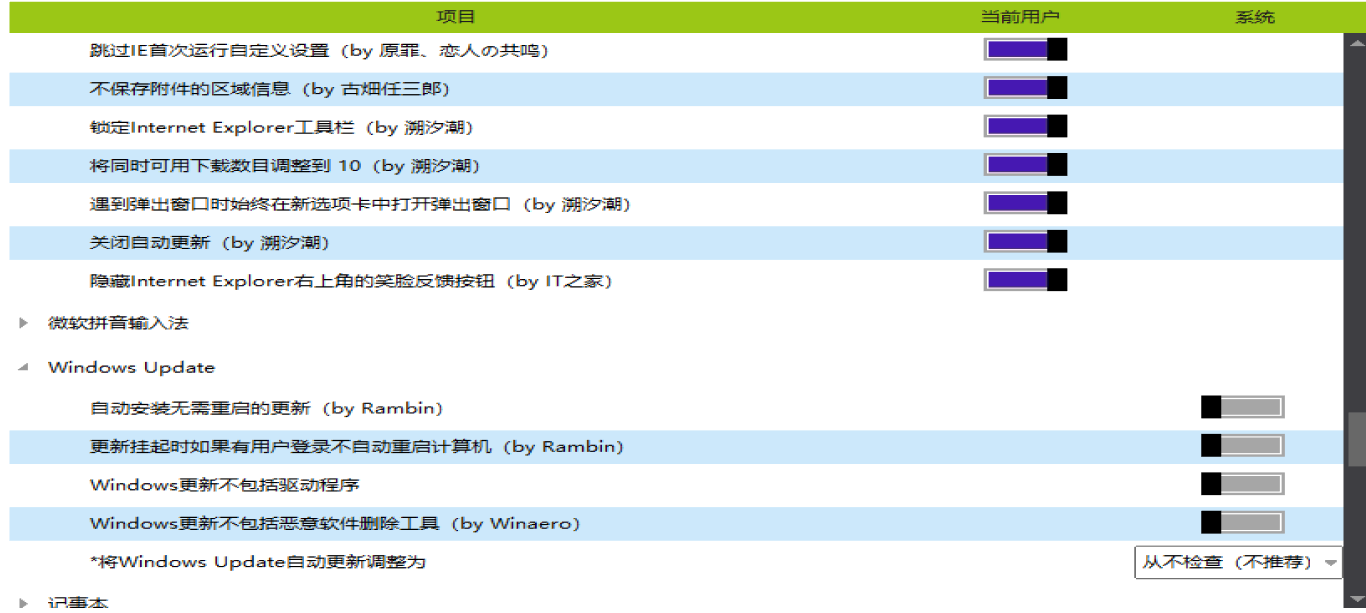 项目 当前用户 系统
跳过IE首次运行自定义设置（by 原罪、恋人の共鸣）
不保存附件的区域信息（by 古畑任三郎）
锁定Internet Explorer工具栏（by 溯汐潮）
将同时可用下载数目调整到 10（by 溯汐潮）
遇到弹出窗口时始终在新选项卡中打开弹出窗口（by 溯汐潮）
关闭自动更新（by 溯汐潮）
隐藏Internet Explorer右上角的笑脸反馈按钮（by IT之家）
微软拼音输入法
Windows Update
自动安装无需重启的更新（by Rambin）
更新挂起时如果有用户登录不自动重启计算机（by Rambin）
Windows更新不包括驱动程序
Windows更新不包括恶意软件删除工具（by Winaero）
*将Windows Update自动更新调整为 从不检查（不推荐）
记事本